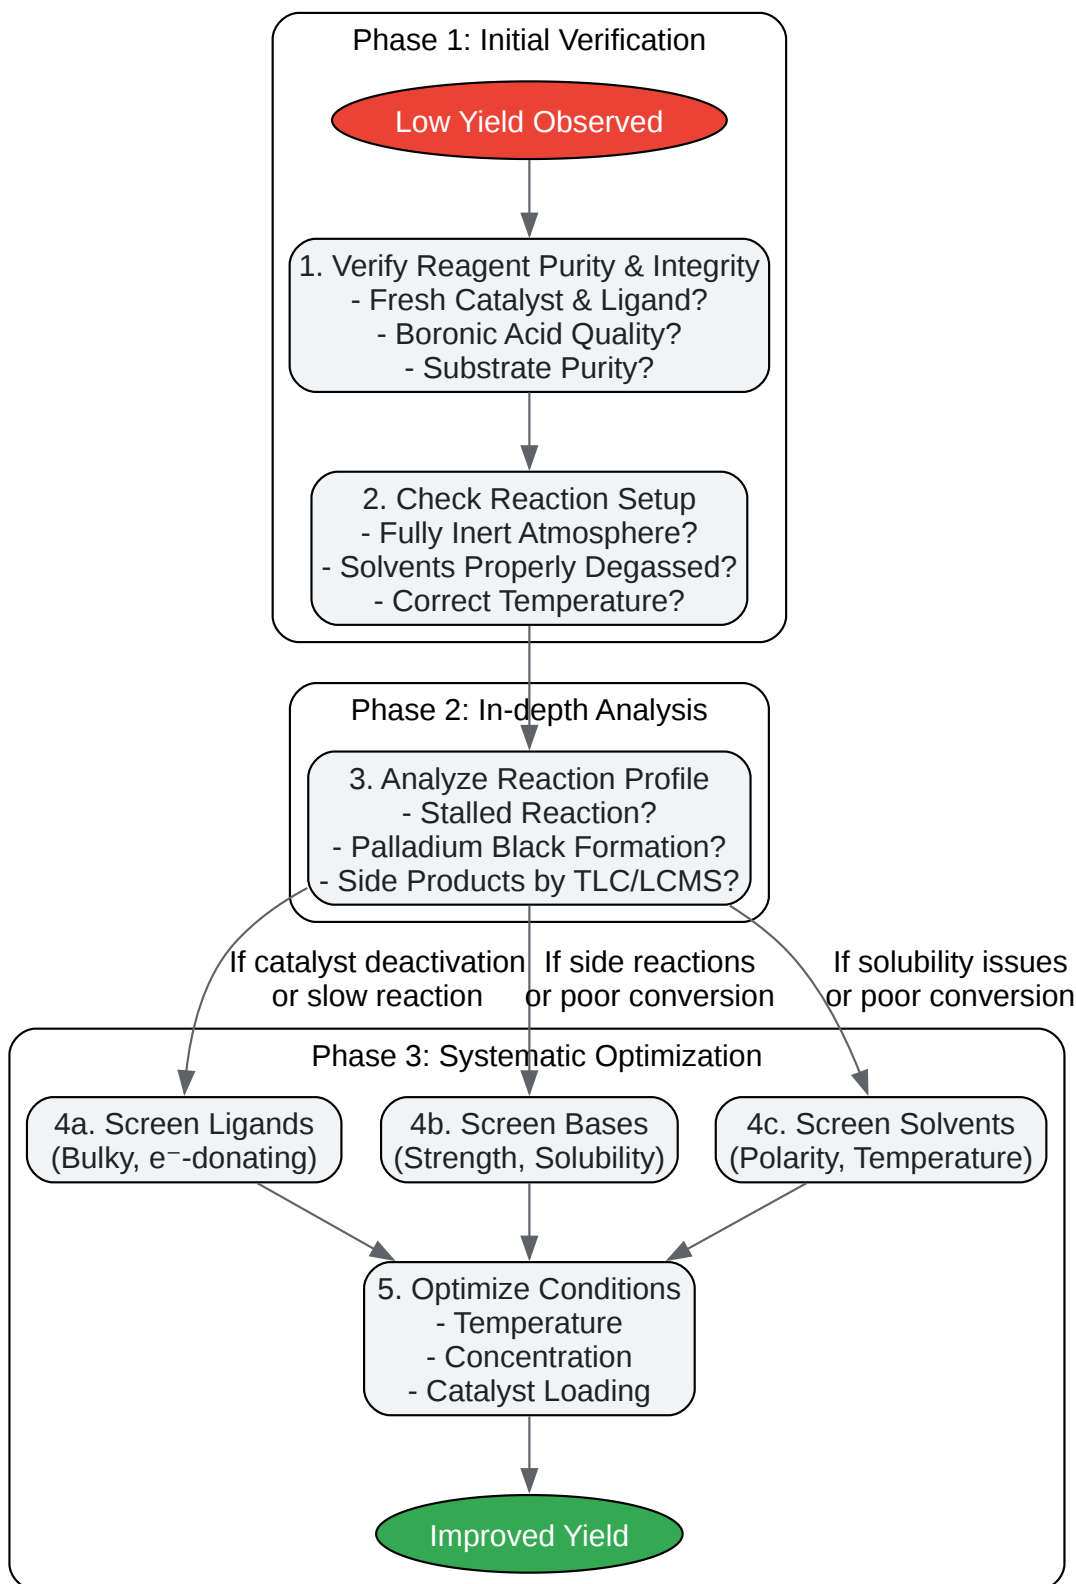 Phase 1: Initial Verification
Low Yield Observed
1. Verify Reagent Purity & Integrity
- Fresh Catalyst & Ligand?
- Boronic Acid Quality?
- Substrate Purity?
2. Check Reaction Setup
- Fully Inert Atmosphere?
- Solvents Properly Degassed?
- Correct Temperature?
Phase 2: In-depth Analysis
3. Analyze Reaction Profile
- Stalled Reaction?
- Palladium Black Formation?
- Side Products by TLC/LCMS?
If catalyst deactivation
or slow reaction
If side reactions
or poor conversion
If solubility issues
or poor conversion
Phase 3: Systematic Optimization
4a. Screen Ligands
(Bulky, e⁻-donating)
4b. Screen Bases
(Strength, Solubility)
4c. Screen Solvents
(Polarity, Temperature)
5. Optimize Conditions
- Temperature
- Concentration
- Catalyst Loading
Improved Yield